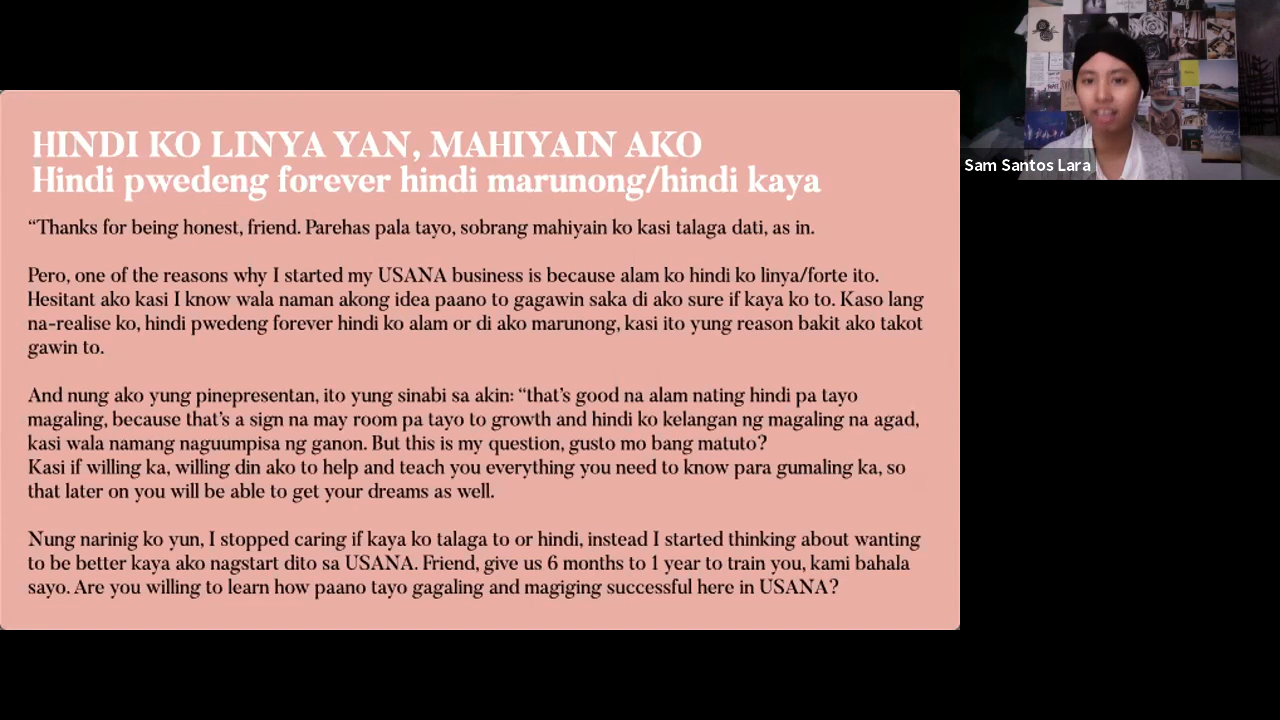 HINDI KO LINYA YAN, MAHIYAIN AKO
Hindi pwedeng forever hindi marunong/hindi kaya
“Thanks for being honest, friend. Parehas pala tayo, sobrang mahiyain ko kasi talaga dati, as in.
Pero, one of the reasons why I started my USANA business is because alam ko hindi ko linya/forte ito.
Hesitant ako kasi I know wala naman akong idea paano to gagawin saka di ako sure if kaya ko to. Kaso lang
na-realise ko, hindi pwedeng forever hindi ko alam or di ako marunong, kasi ito yung reason bakit ako takot
gawin to.
And nung ako yung pinepresentan, ito yung sinabi sa akin: “that’s good na alam nating hindi pa tayo
magaling, because that’s a sign na may room pa tayo to growth and hindi ko kelangan ng magaling na agad,
kasi wala namang naguumpisa ng ganon. But this is my question, gusto mo bang matuto?
Kasi if willing ka, willing din ako to help and teach you everything you need to know para gumaling ka, so
that later on you will be able to get your dreams as well.
Nung narinig ko yun, I stopped caring if kaya ko talaga to or hindi, instead I started thinking about wanting
to be better kaya ako nagstart dito sa USANA. Friend, give us 6 months to 1 year to train you, kami bahala
sayo. Are you willing to learn how paano tayo gagaling and magiging successful here in USANA?
Sam Santos Lara